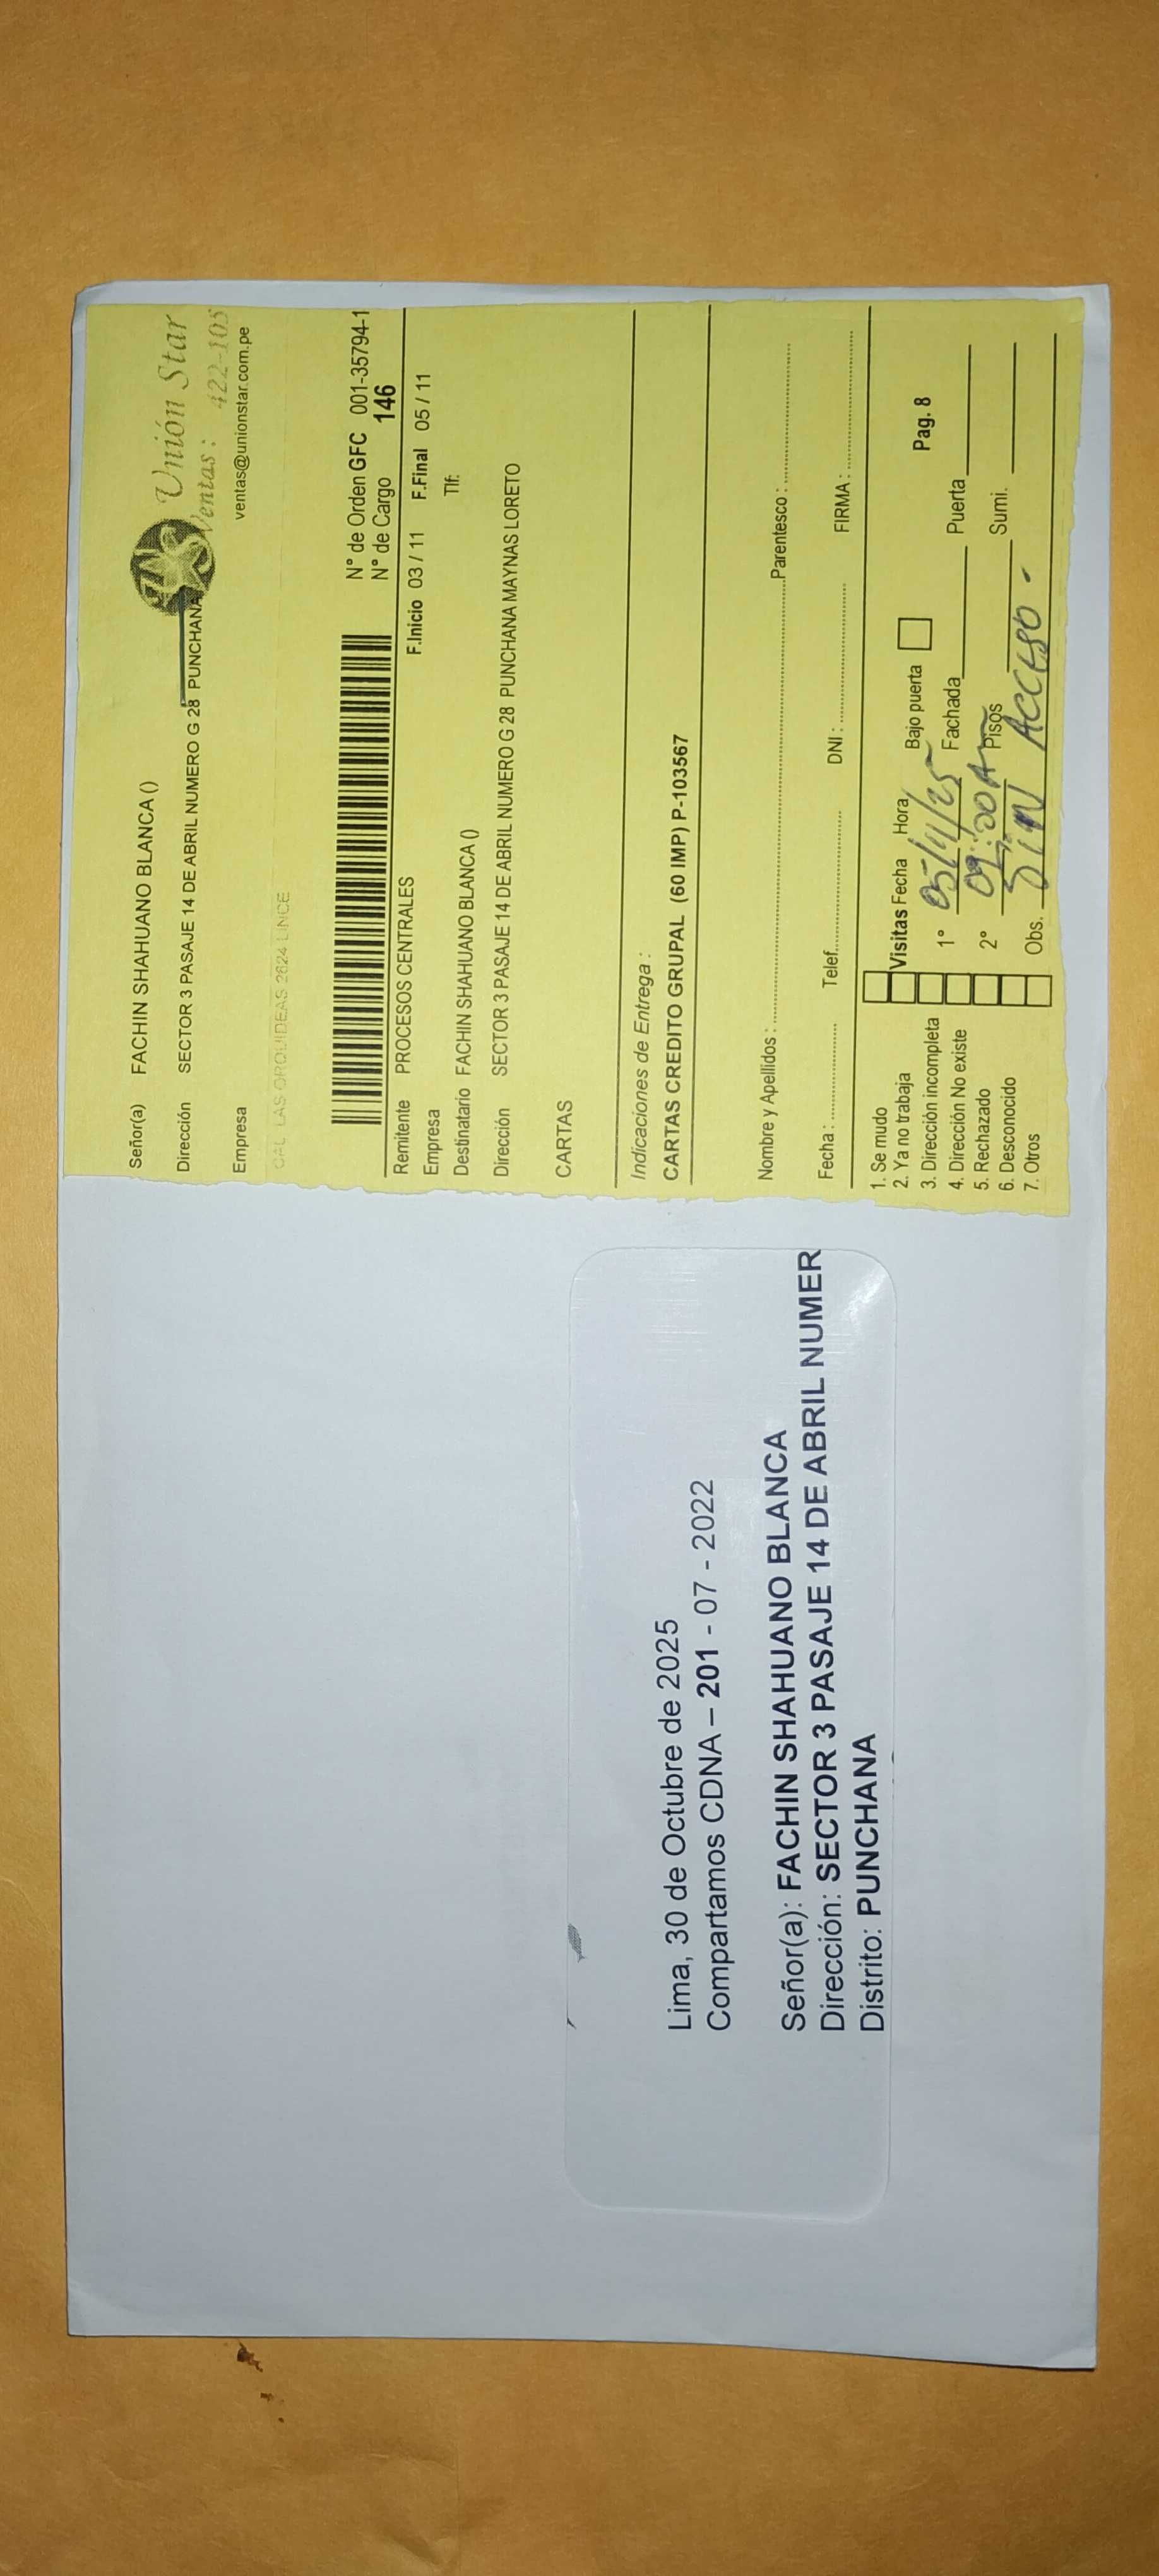 Unión Star
Ventas: 422-105
ventas@unionstar.com.pe
Señor(a) FACHIN SHAHUANO BLANCA ()
Dirección SECTOR 3 PASAJE 14 DE ABRIL NUMERO G 28 PUNCHANA
Empresa
CAL LAS ORQUIDEAS 2624 LINCE
N° de Orden GFC 001-35794-1
N° de Cargo 146
Remitente PROCESOS CENTRALES
F.Inicio 03 / 11 F.Final 05 / 11
Empresa
Tlf:
Destinatario FACHIN SHAHUANO BLANCA ()
Dirección SECTOR 3 PASAJE 14 DE ABRIL NUMERO G 28 PUNCHANA MAYNAS LORETO
CARTAS
Indicaciones de Entrega :
CARTAS CREDITO GRUPAL (60 IMP) P-103567
Nombre y Apellidos : Parentesco :
Fecha : Telef. DNI : FIRMA :
1. Se mudo
2. Ya no trabaja
3. Dirección incompleta
4. Dirección No existe
5. Rechazado
6. Desconocido
7. Otros
Visitas Fecha Hora Bajo puerta Pag. 8
1° 05/11/25 Fachada Puerta
2° 09:00AM Pisos Sumi.
Obs. SIN ACCESO -
Lima, 30 de Octubre de 2025
Compartamos CDNA – 201 - 07 - 2022
Señor(a): FACHIN SHAHUANO BLANCA
Dirección: SECTOR 3 PASAJE 14 DE ABRIL NUMER
Distrito: PUNCHANA